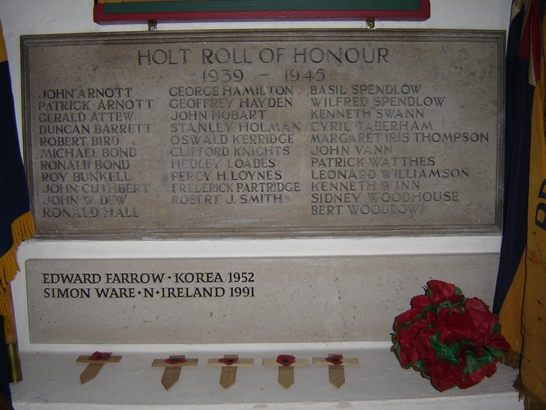 HOLT ROLL OF HONOUR
1939 — 1945
JOHN ARNOTT
PATRICK ARNOTT
GERALD ATTEW
DUNCAN BARRETT
ROBERT BIRD
MICHAEL BOND
RONALD BOND
ROY BUNKELL
JOHN CUTHBERT
JOHN W DEW
RONALD HALL
GEORGE HAMILTON
GEOFFREY HAYDEN
JOHN HOBART
STANLEY HOLMAN
OSWALD KERRIDGE
CLIFFORD KNIGHTS
HEDLEY LOADES
PERCY H LOYNES
FREDERICK PARTRIDGE
ROBERT J. SMITH
BASIL SPENDLOW
WILFRED SPENDLOW
KENNETH SWANN
CYRIL TABERHAM
MARGARET IRIS THOMPSON
JOHN VANN
PATRICK WATTHES
LEONARD WILLIAMSON
KENNETH WINN
SIDNEY WOODHOUSE
BERT WOODROW
EDWARD FARROW · KOREA 1952
SIMON WARE · N · IRELAND 1991